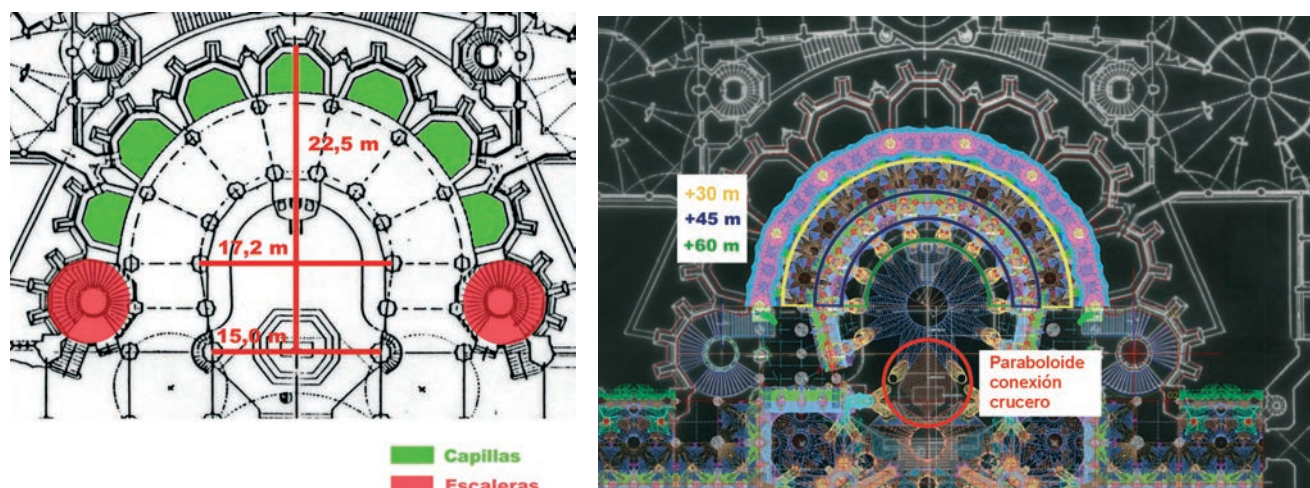 22,5 m
17,2 m
15,0 m
Capillas
Escaleras
+30 m
+45 m
+60 m
Paraboloide
conexión
crucero